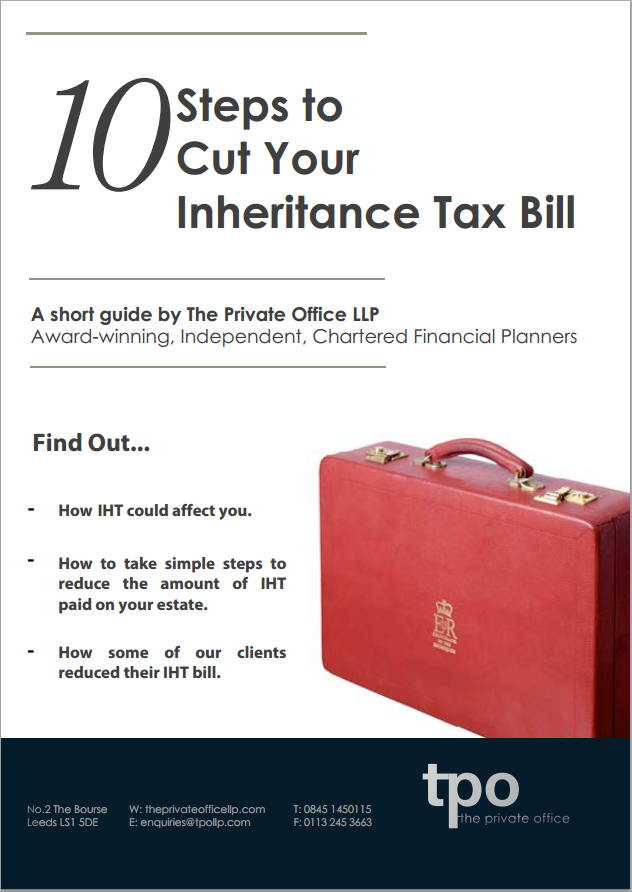 10 Steps to
Cut Your
Inheritance Tax Bill
A short guide by The Private Office LLP
Award-winning, Independent, Chartered Financial Planners
Find Out...
- How IHT could affect you.
- How to take simple steps to
reduce the amount of IHT
paid on your estate.
- How some of our clients
reduced their IHT bill.
E II R
No.2 The Bourse
Leeds LS1 5DE
W: theprivateofficellp.com
E: enquiries@tpollp.com
T: 0845 1450115
F: 0113 245 3663
tpo
the private office